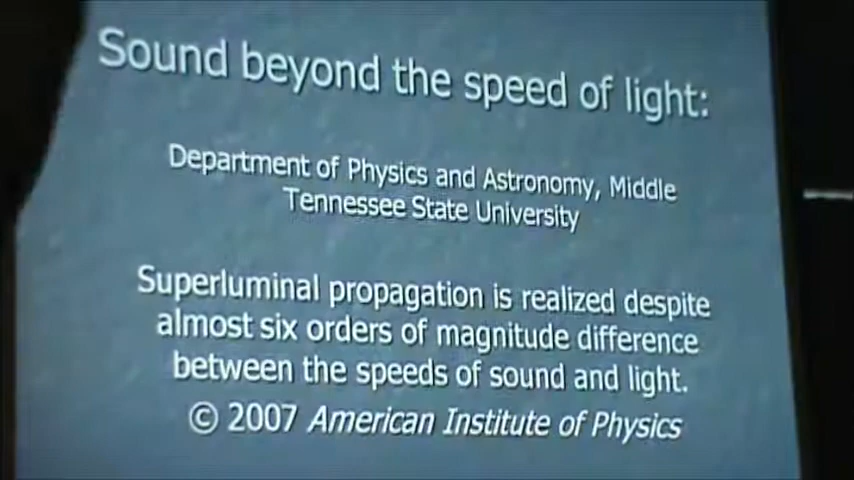 Sound beyond the speed of light:
Department of Physics and Astronomy, Middle
Tennessee State University
Superluminal propagation is realized despite
almost six orders of magnitude difference
between the speeds of sound and light.
© 2007 American Institute of Physics